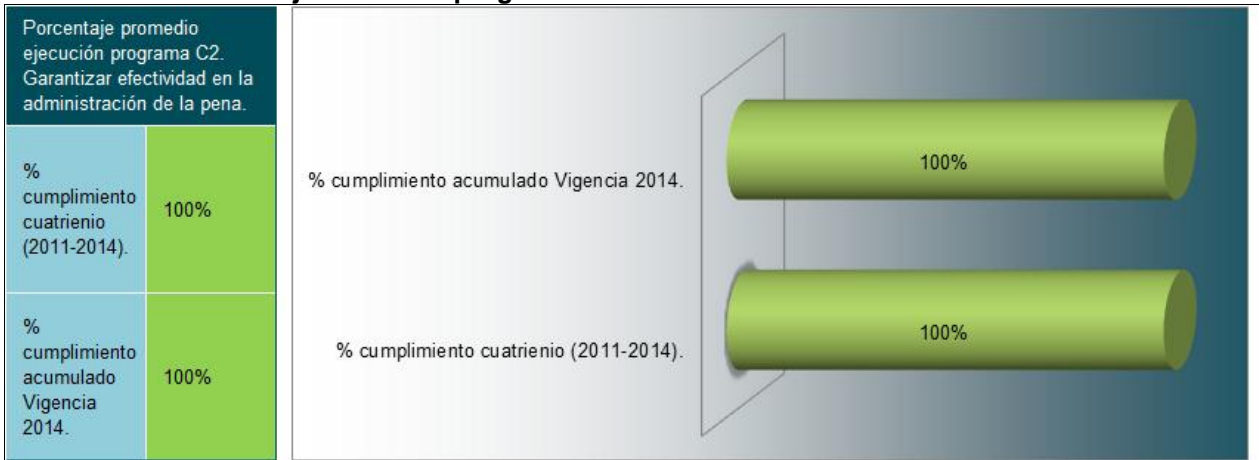 Porcentaje promedio
ejecución programa C2.
Garantizar efectividad en la
administración de la pena.
%
cumplimiento
cuatrienio
(2011-2014).
100%
%
cumplimiento
acumulado
Vigencia
2014.
100%
% cumplimiento acumulado Vigencia 2014.
100%
% cumplimiento cuatrienio (2011-2014).
100%